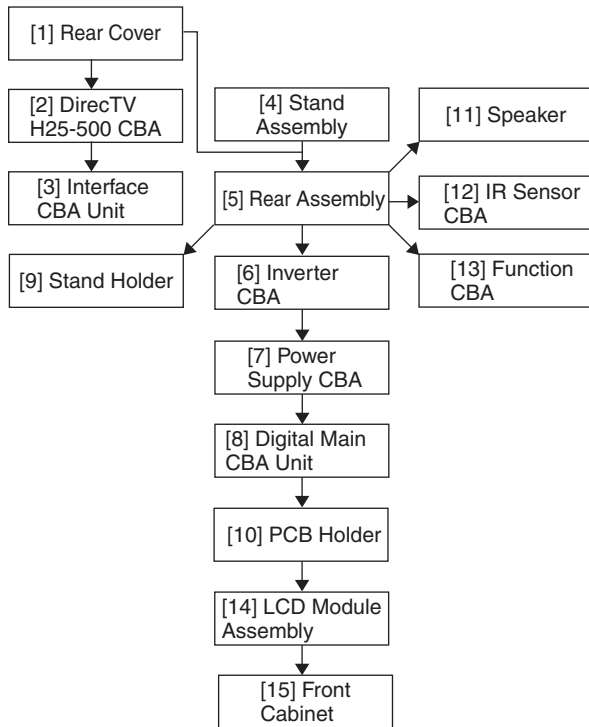 [1] Rear Cover
[2] DirecTV
H25-500 CBA
[3] Interface
CBA Unit
[4] Stand
Assembly
[5] Rear Assembly
[11] Speaker
[12] IR Sensor
CBA
[13] Function
CBA
[9] Stand Holder
[6] Inverter
CBA
[7] Power
Supply CBA
[8] Digital Main
CBA Unit
[10] PCB Holder
[14] LCD Module
Assembly
[15] Front
Cabinet